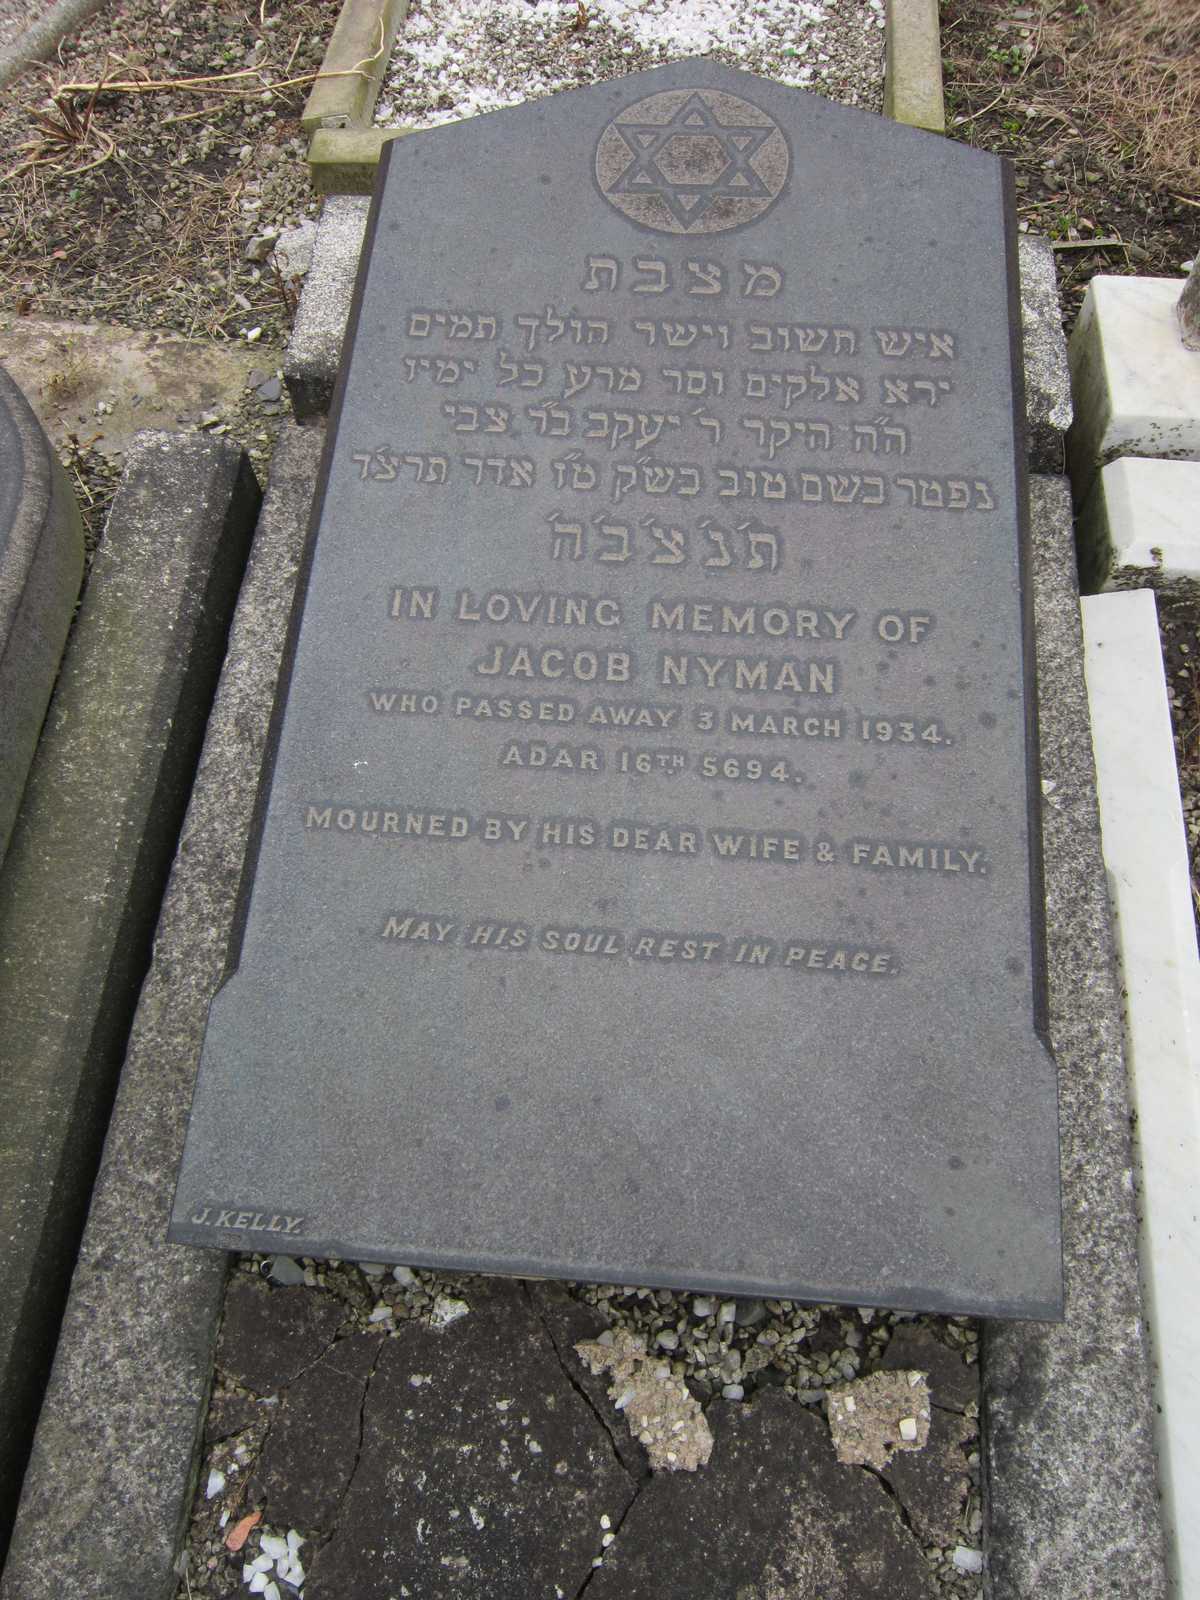 מצבת
איש חשוב וישר הולך תמים
ירא אלקים וסר מרע כל ימיו
ה"ה היקר ר' יעקב ב"ר צבי
נפטר בשם טוב בש"ק ט"ז אדר תרצ"ד
ת'נ'צ'ב'ה'
IN LOVING MEMORY OF
JACOB NYMAN
WHO PASSED AWAY 3 MARCH 1934.
ADAR 16TH 5694.
MOURNED BY HIS DEAR WIFE & FAMILY.
MAY HIS SOUL REST IN PEACE.
J. KELLY.